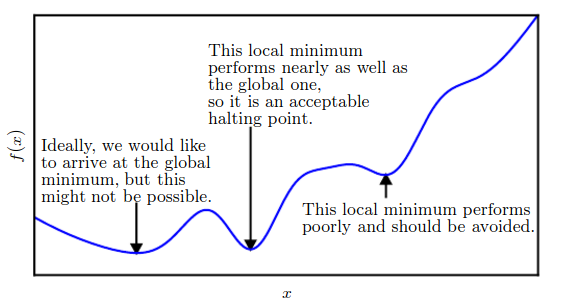 This local minimum
performs nearly as well as
the global one,
so it is an acceptable
halting point.
Ideally, we would like
to arrive at the global
minimum, but this
might not be possible.
This local minimum performs
poorly and should be avoided.
f(x)
x